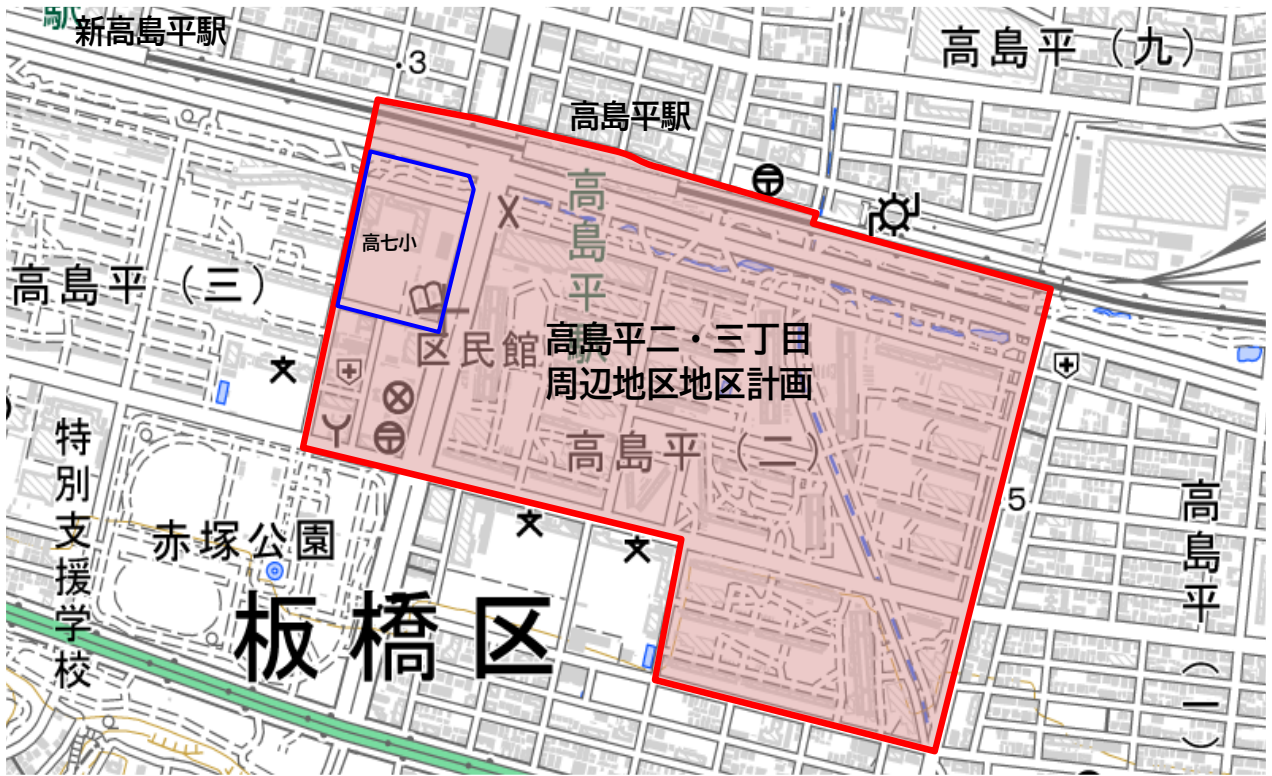 駅
新高島平駅
.3
高島平（九）
高島平駅
高島平駅
高七小
高島平（三）
高島平二・三丁目
周辺地区地区計画
区民館
高島平（二）
特別支援学校
赤塚公園
5
高島平（一）
板橋区